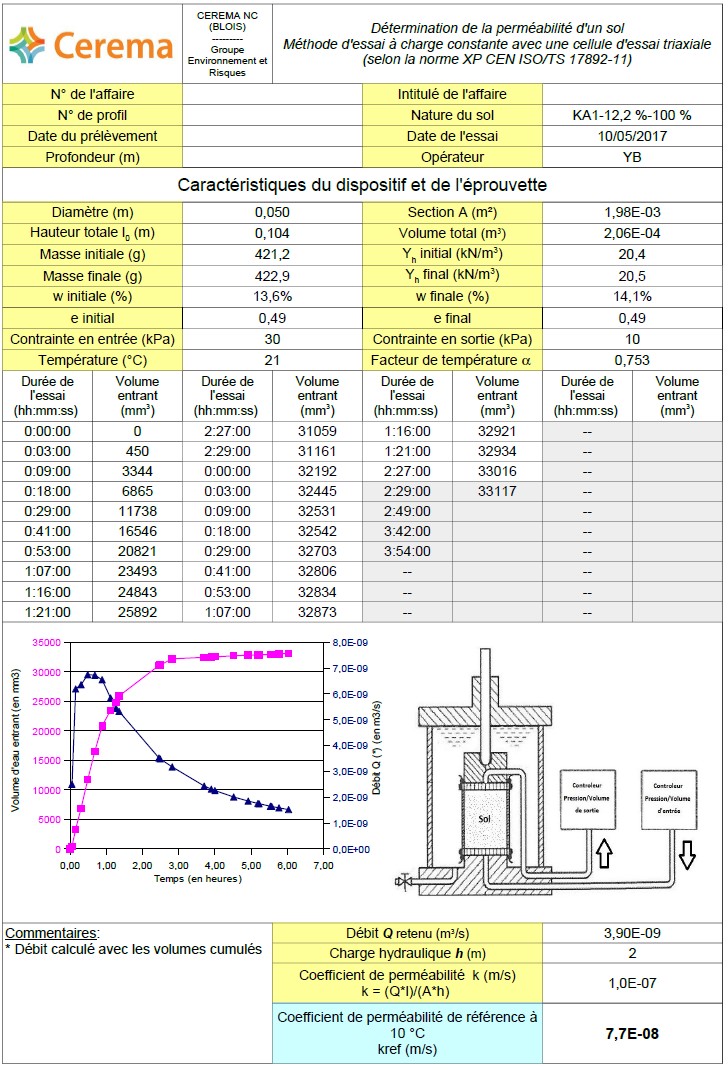 Cerema
CEREMA NC
(BLOIS)
---------
Groupe
Environnement et
Risques
Détermination de la perméabilité d'un sol
Méthode d'essai à charge constante avec une cellule d'essai triaxiale
(selon la norme XP CEN ISO/TS 17892-11)
N° de l'affaire Intitulé de l'affaire
N° de profil Nature du sol KA1-12,2 %-100 %
Date du prélèvement Date de l'essai 10/05/2017
Profondeur (m) Opérateur YB
Caractéristiques du dispositif et de l'éprouvette
Diamètre (m) 0,050 Section A (m²) 1,98E-03
Hauteur totale l₀ (m) 0,104 Volume total (m³) 2,06E-04
Masse initiale (g) 421,2 Yh initial (kN/m³) 20,4
Masse finale (g) 422,9 Yh final (kN/m³) 20,5
w initiale (%) 13,6% w finale (%) 14,1%
e initial 0,49 e final 0,49
Contrainte en entrée (kPa) 30 Contrainte en sortie (kPa) 10
Température (°C) 21 Facteur de température α 0,753
Durée de Volume Durée de Volume Durée de Volume Durée de Volume
l'essai entrant l'essai entrant l'essai entrant l'essai entrant
(hh:mm:ss) (mm³) (hh:mm:ss) (mm³) (hh:mm:ss) (mm³) (hh:mm:ss) (mm³)
0:00:00 0 2:27:00 31059 1:16:00 32921 --
0:03:00 450 2:29:00 31161 1:21:00 32934 --
0:09:00 3344 0:00:00 32192 2:27:00 33016 --
0:18:00 6865 0:03:00 32445 2:29:00 33117 --
0:29:00 11738 0:09:00 32531 2:49:00 --
0:41:00 16546 0:18:00 32542 3:42:00 --
0:53:00 20821 0:29:00 32703 3:54:00 --
1:07:00 23493 0:41:00 32806 -- --
1:16:00 24843 0:53:00 32834 -- --
1:21:00 25892 1:07:00 32873 -- --
Volume d'eau entrant (en mm3)
35000
30000
25000
20000
15000
10000
5000
0
8,0E-09
7,0E-09
6,0E-09
5,0E-09
4,0E-09
3,0E-09
2,0E-09
1,0E-09
0,0E+00
Débit Q (*) (en m3/s)
0,00 1,00 2,00 3,00 4,00 5,00 6,00 7,00
Temps (en heures)
Sol
Controleur
Pression/Volume
de sortie
Controleur
Pression/Volume
d'entrée
Commentaires:
* Débit calculé avec les volumes cumulés
Débit Q retenu (m³/s) 3,90E-09
Charge hydraulique h (m) 2
Coefficient de perméabilité k (m/s)
k = (Q*l)/(A*h)
1,0E-07
Coefficient de perméabilité de référence à
10 °C
kref (m/s)
7,7E-08